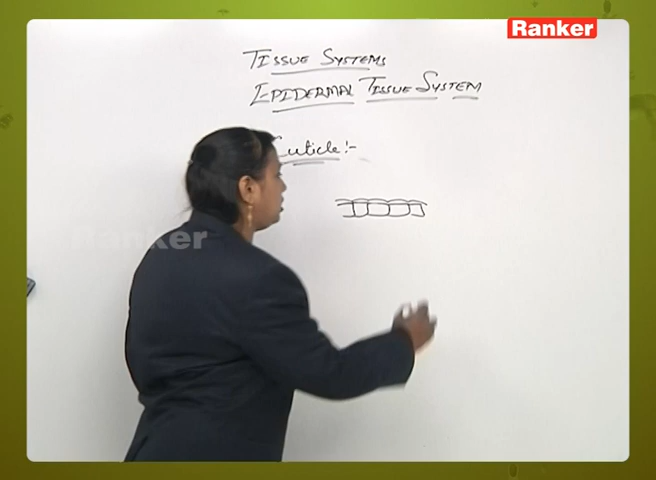 Ranker
TISSUE SYSTEMS
EPIDERMAL TISSUE SYSTEM
Cuticle :-
Ranker